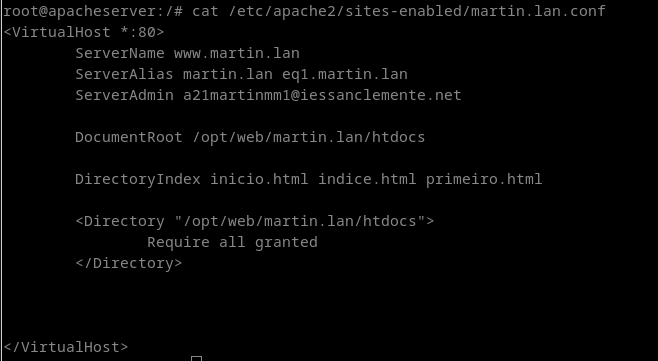 root@apacheserver:/# cat /etc/apache2/sites-enabled/martin.lan.conf
<VirtualHost *:80>
        ServerName www.martin.lan
        ServerAlias martin.lan eq1.martin.lan
        ServerAdmin a21martinmm1@iessanclemente.net
        DocumentRoot /opt/web/martin.lan/htdocs
        DirectoryIndex inicio.html indice.html primeiro.html
        <Directory "/opt/web/martin.lan/htdocs">
                Require all granted
        </Directory>
</VirtualHost>